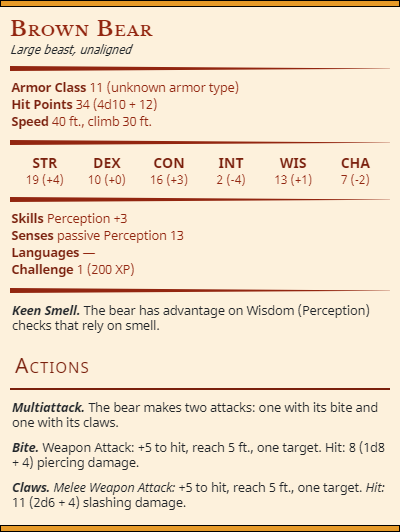 Brown Bear
Large beast, unaligned
Armor Class 11 (unknown armor type)
Hit Points 34 (4d10 + 12)
Speed 40 ft., climb 30 ft.
STR DEX CON INT WIS CHA
19 (+4) 10 (+0) 16 (+3) 2 (-4) 13 (+1) 7 (-2)
Skills Perception +3
Senses passive Perception 13
Languages —
Challenge 1 (200 XP)
Keen Smell. The bear has advantage on Wisdom (Perception)
checks that rely on smell.
Actions
Multiattack. The bear makes two attacks: one with its bite and
one with its claws.
Bite. Weapon Attack: +5 to hit, reach 5 ft., one target. Hit: 8 (1d8
+ 4) piercing damage.
Claws. Melee Weapon Attack: +5 to hit, reach 5 ft., one target. Hit:
11 (2d6 + 4) slashing damage.